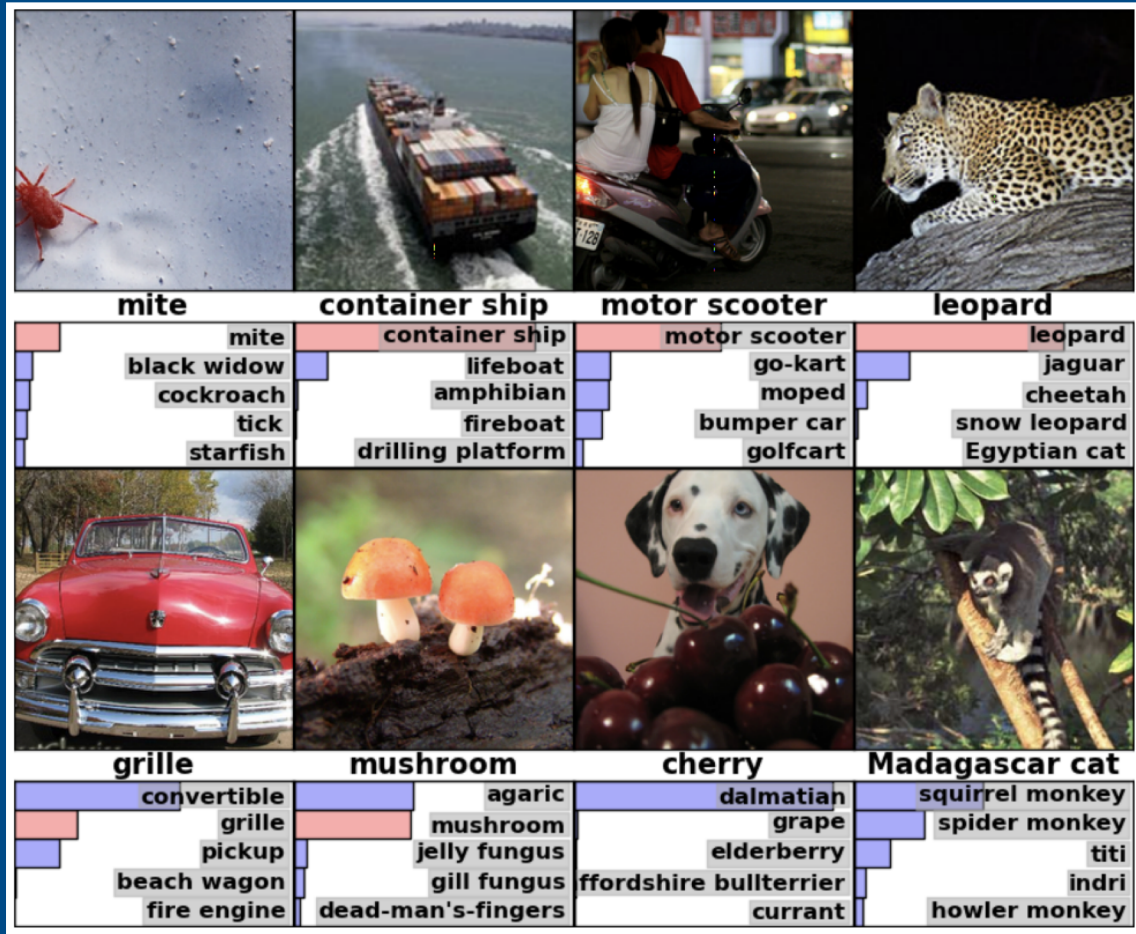 mite
container ship
motor scooter
leopard
mite
black widow
cockroach
tick
starfish
container ship
lifeboat
amphibian
fireboat
drilling platform
motor scooter
go-kart
moped
bumper car
golfcart
leopard
jaguar
cheetah
snow leopard
Egyptian cat
grille
mushroom
cherry
Madagascar cat
convertible
grille
pickup
beach wagon
fire engine
agaric
mushroom
jelly fungus
gill fungus
dead-man's-fingers
dalmatian
grape
elderberry
ffordshire bullterrier
currant
squirrel monkey
spider monkey
titi
indri
howler monkey